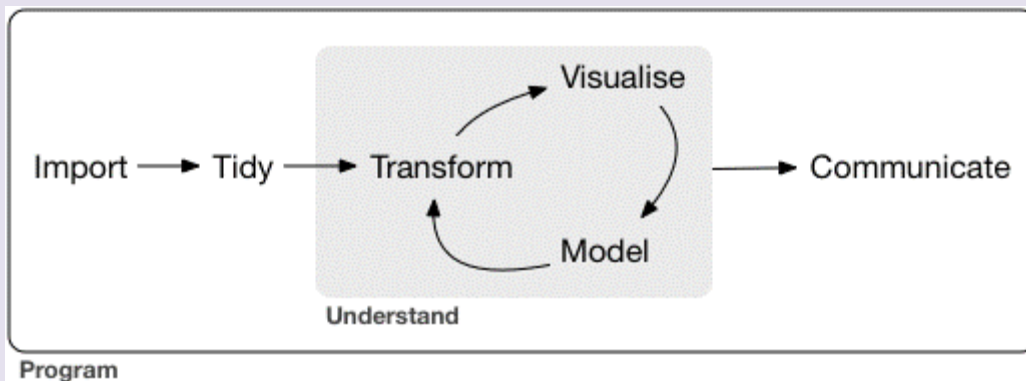 Visualise
Import Tidy Transform Communicate
Model
Understand
Program